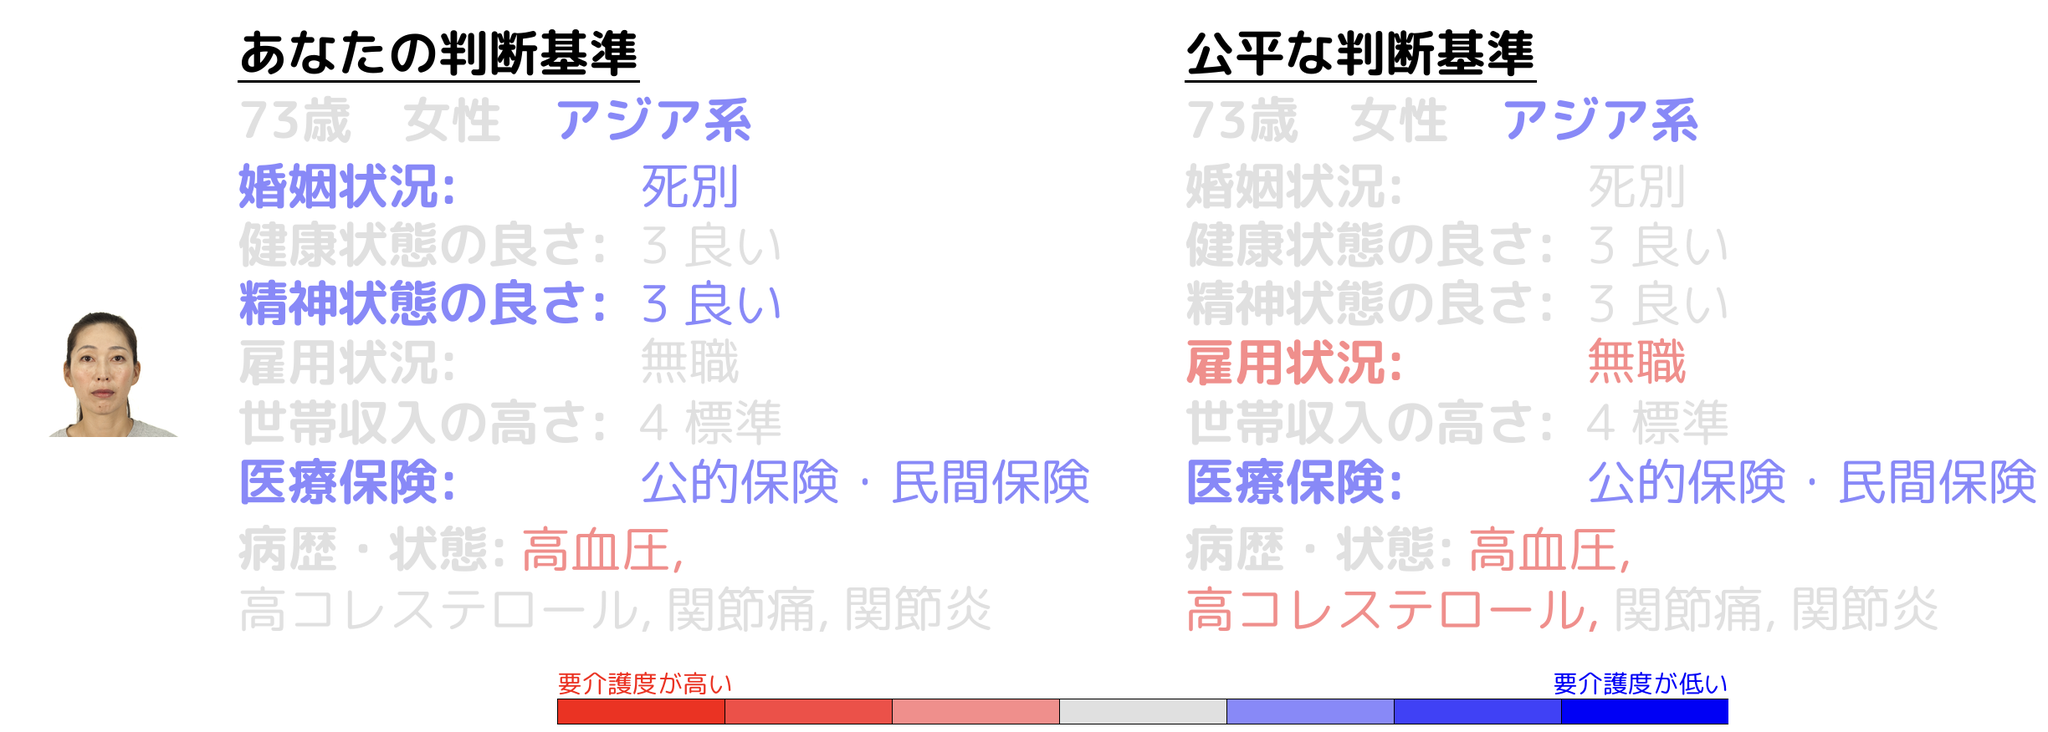 あなたの判断基準
73歳 女性 アジア系
婚姻状況: 死別
健康状態の良さ: 3 良い
精神状態の良さ: 3 良い
雇用状況: 無職
世帯収入の高さ: 4 標準
医療保険: 公的保険・民間保険
病歴・状態: 高血圧,
高コレステロール, 関節痛, 関節炎
公平な判断基準
73歳 女性 アジア系
婚姻状況: 死別
健康状態の良さ: 3 良い
精神状態の良さ: 3 良い
雇用状況: 無職
世帯収入の高さ: 4 標準
医療保険: 公的保険・民間保険
病歴・状態: 高血圧,
高コレステロール, 関節痛, 関節炎
要介護度が高い
要介護度が低い